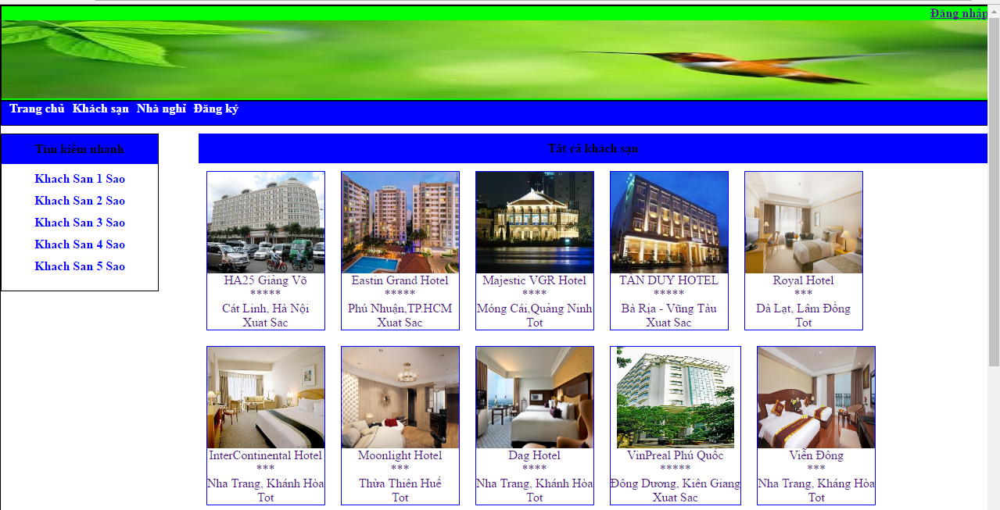 Đăng nhập
Trang chủ Khách sạn Nhà nghỉ Đăng ký
Tìm kiếm nhanh
Khach San 1 Sao
Khach San 2 Sao
Khach San 3 Sao
Khach San 4 Sao
Khach San 5 Sao
Tất cả khách sạn
HA25 Giảng Võ
*****
Cát Linh, Hà Nội
Xuat Sac
Eastin Grand Hotel
*****
Phú Nhuận,TP.HCM
Xuat Sac
Majestic VGR Hotel
****
Móng Cái,Quảng Ninh
Tot
TÂN DUY HOTEL
*****
Bà Rịa - Vũng Tàu
Xuat Sac
Royal Hotel
***
Dà Lạt, Lâm Đồng
Tot
InterContinental Hotel
***
Nha Trang, Khánh Hòa
Tot
Moonlight Hotel
***
Thừa Thiên Huế
Tot
Dag Hotel
****
Nha Trang, Khánh Hòa
Tot
VinPreal Phú Quốc
*****
Đông Dương, Kiên Giang
Xuat Sac
Viễn Đông
***
Nha Trang, Kháng Hòa
Tot